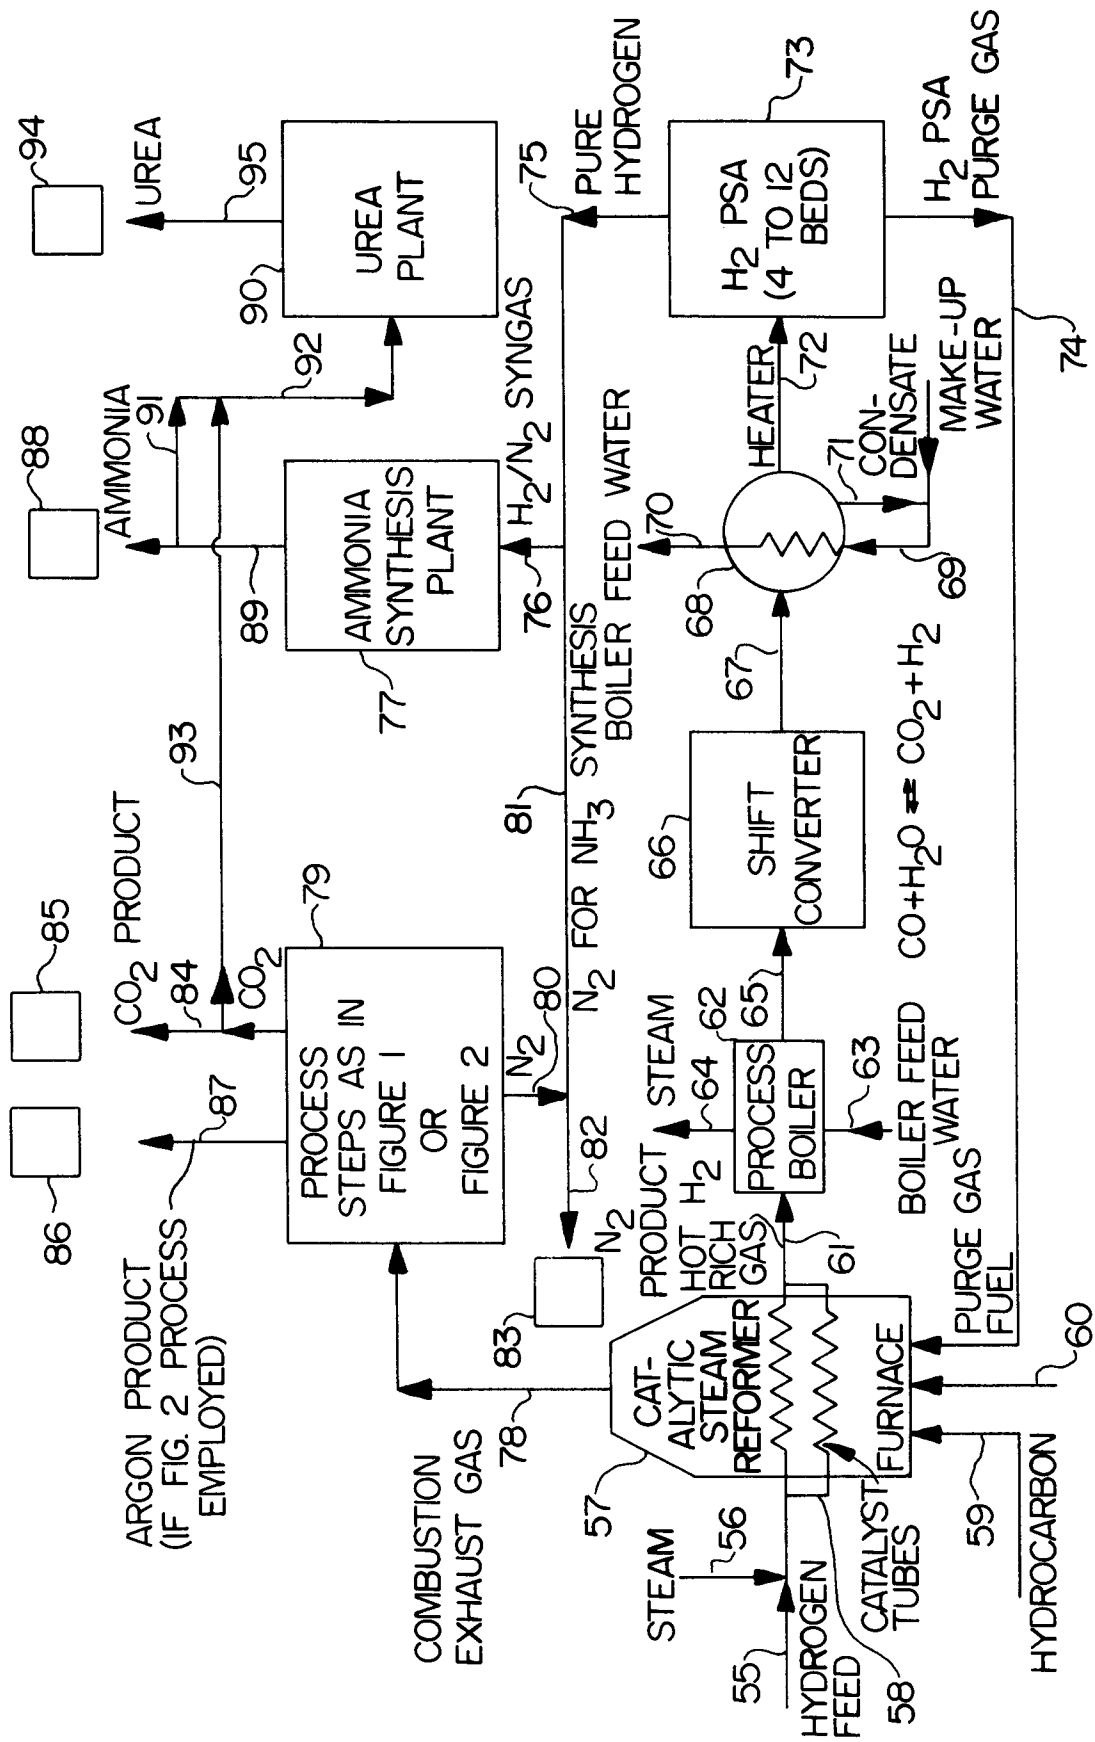 ARGON PRODUCT
(IF FIG. 2 PROCESS
EMPLOYED)
86
87
85
CO2 PRODUCT
84
CO2
93
88
AMMONIA
91
89
92
94
UREA
95
90
UREA
PLANT
COMBUSTION
EXHAUST GAS
78
PROCESS
STEPS AS IN
FIGURE 1
OR
FIGURE 2
79
N2
80
77
AMMONIA
SYNTHESIS
PLANT
76
H2/N2 SYNGAS
75
PURE
HYDROGEN
83
N2
PRODUCT
82
81
N2 FOR NH3 SYNTHESIS
57
CAT-
ALYTIC
STEAM
REFORMER
FURNACE
STEAM
56
55
HYDROGEN
FEED
58
CATALYST
TUBES
HOT H2
RICH
GAS
61
STEAM
64
62
PROCESS
BOILER
63
BOILER FEED
WATER
65
66
SHIFT
CONVERTER
CO+H2O ⇌ CO2+H2
67
68
BOILER FEED WATER
70
69
HEATER
72
71
CON-
DENSATE
MAKE-UP
WATER
H2 PSA
(4 TO 12
BEDS)
73
H2 PSA
PURGE GAS
74
PURGE GAS
FUEL
60
59
HYDROCARBON